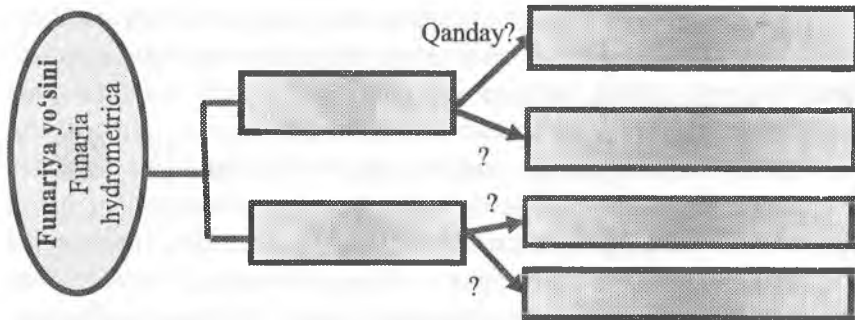 Funariya yo‘sini
Funaria
hydrometrica
Qanday?
?
?
?